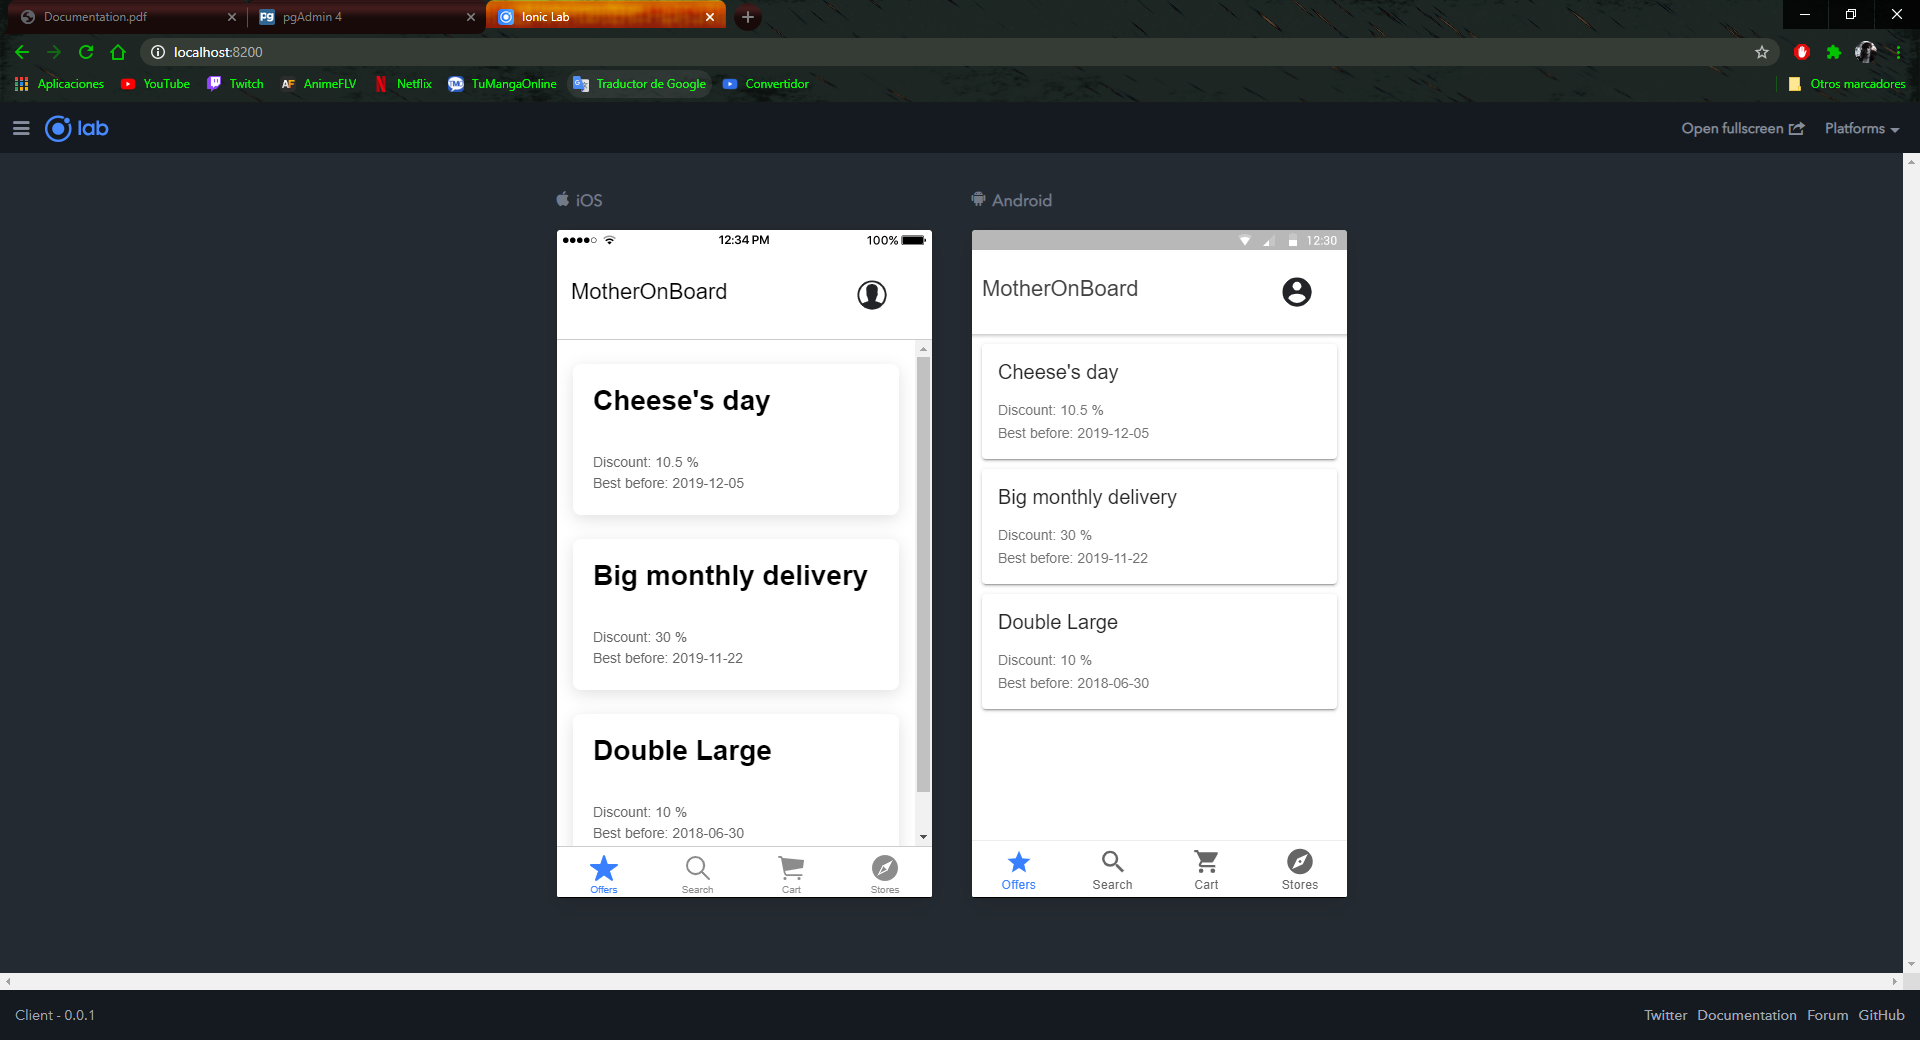 Documentation.pdf
pgAdmin 4
Ionic Lab
localhost:8200
Aplicaciones
YouTube
Twitch
AF AnimeFLV
Netflix
TM TuMangaOnline
Traductor de Google
Convertidor
Otros marcadores
lab
Open fullscreen
Platforms
iOS
12:34 PM
100%
MotherOnBoard
Cheese's day
Discount: 10.5 %
Best before: 2019-12-05
Big monthly delivery
Discount: 30 %
Best before: 2019-11-22
Double Large
Discount: 10 %
Best before: 2018-06-30
Offers
Search
Cart
Stores
Android
12:30
MotherOnBoard
Cheese's day
Discount: 10.5 %
Best before: 2019-12-05
Big monthly delivery
Discount: 30 %
Best before: 2019-11-22
Double Large
Discount: 10 %
Best before: 2018-06-30
Offers
Search
Cart
Stores
Client - 0.0.1
Twitter
Documentation
Forum
GitHub